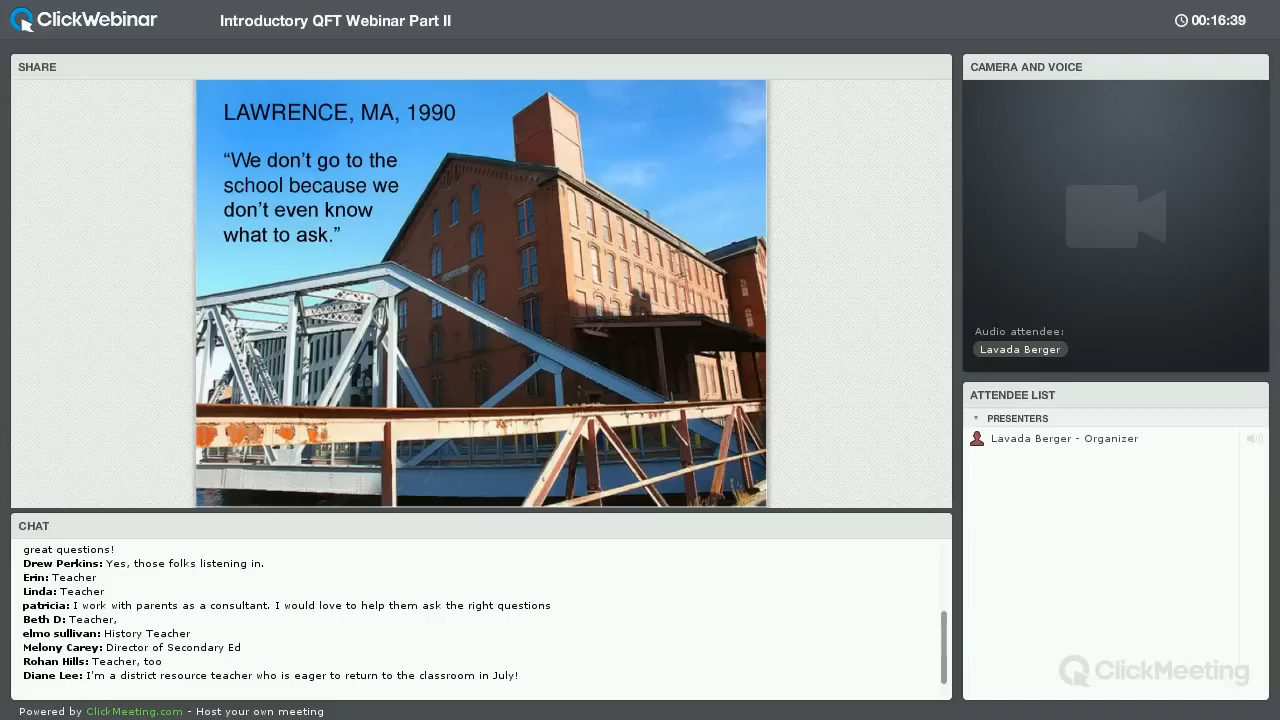 ClickWebinar
Introductory QFT Webinar Part II
00:16:39
SHARE
LAWRENCE, MA, 1990
“We don’t go to the
school because we
don’t even know
what to ask.”
CAMERA AND VOICE
Audio attendee:
Lavada Berger
ATTENDEE LIST
PRESENTERS
Lavada Berger - Organizer
CHAT
great questions!
Drew Perkins: Yes, those folks listening in.
Erin: Teacher
Linda: Teacher
patricia: I work with parents as a consultant. I would love to help them ask the right questions
Beth D: Teacher,
elmo sullivan: History Teacher
Melony Carey: Director of Secondary Ed
Rohan Hills: Teacher, too
Diane Lee: I'm a district resource teacher who is eager to return to the classroom in July!
ClickMeeting
Powered by ClickMeeting.com - Host your own meeting